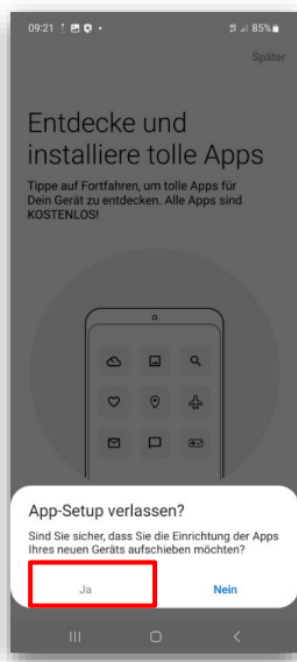 09:21
85%
Später
Entdecke und
installiere tolle Apps
Tippe auf Fortfahren, um tolle Apps für
Dein Gerät zu entdecken. Alle Apps sind
KOSTENLOS!
App-Setup verlassen?
Sind Sie sicher, dass Sie die Einrichtung der Apps
Ihres neuen Geräts aufschieben möchten?
Ja Nein